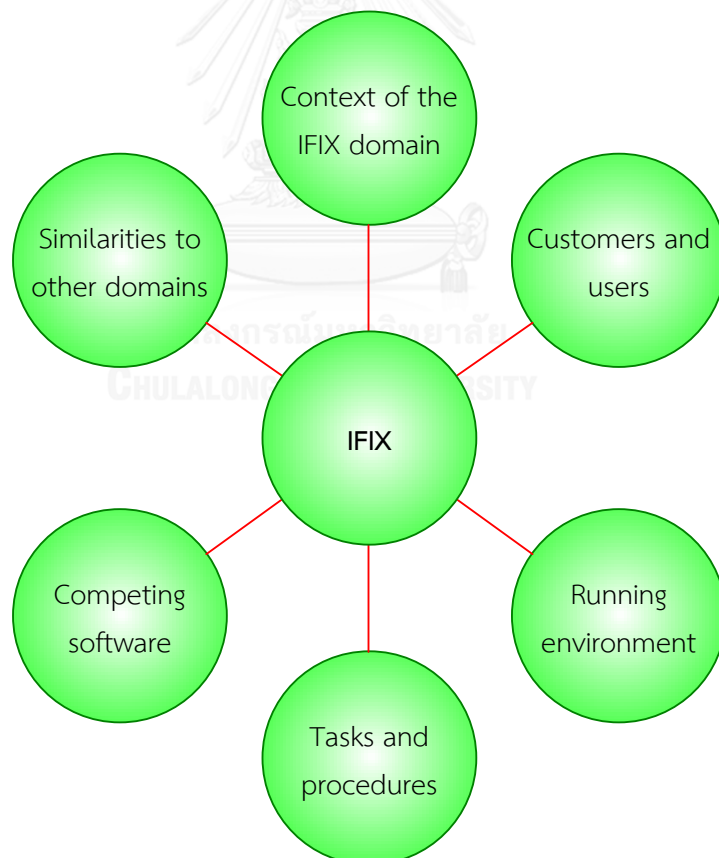 Context of the
IFIX domain
Similarities to
other domains
Customers and
users
IFIX
Competing
software
Running
environment
Tasks and
procedures